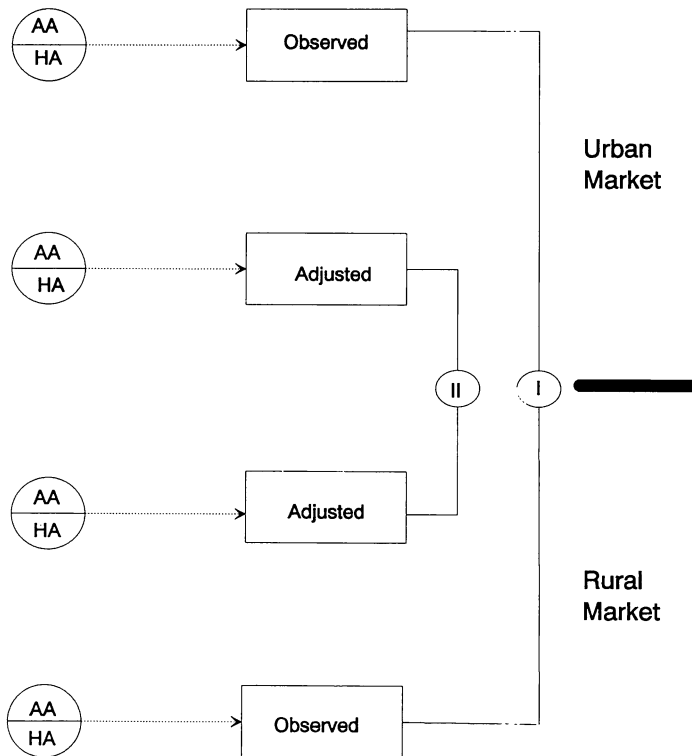 AA
HA
Observed
Urban
Market
AA
HA
Adjusted
II
I
AA
HA
Adjusted
Rural
Market
AA
HA
Observed